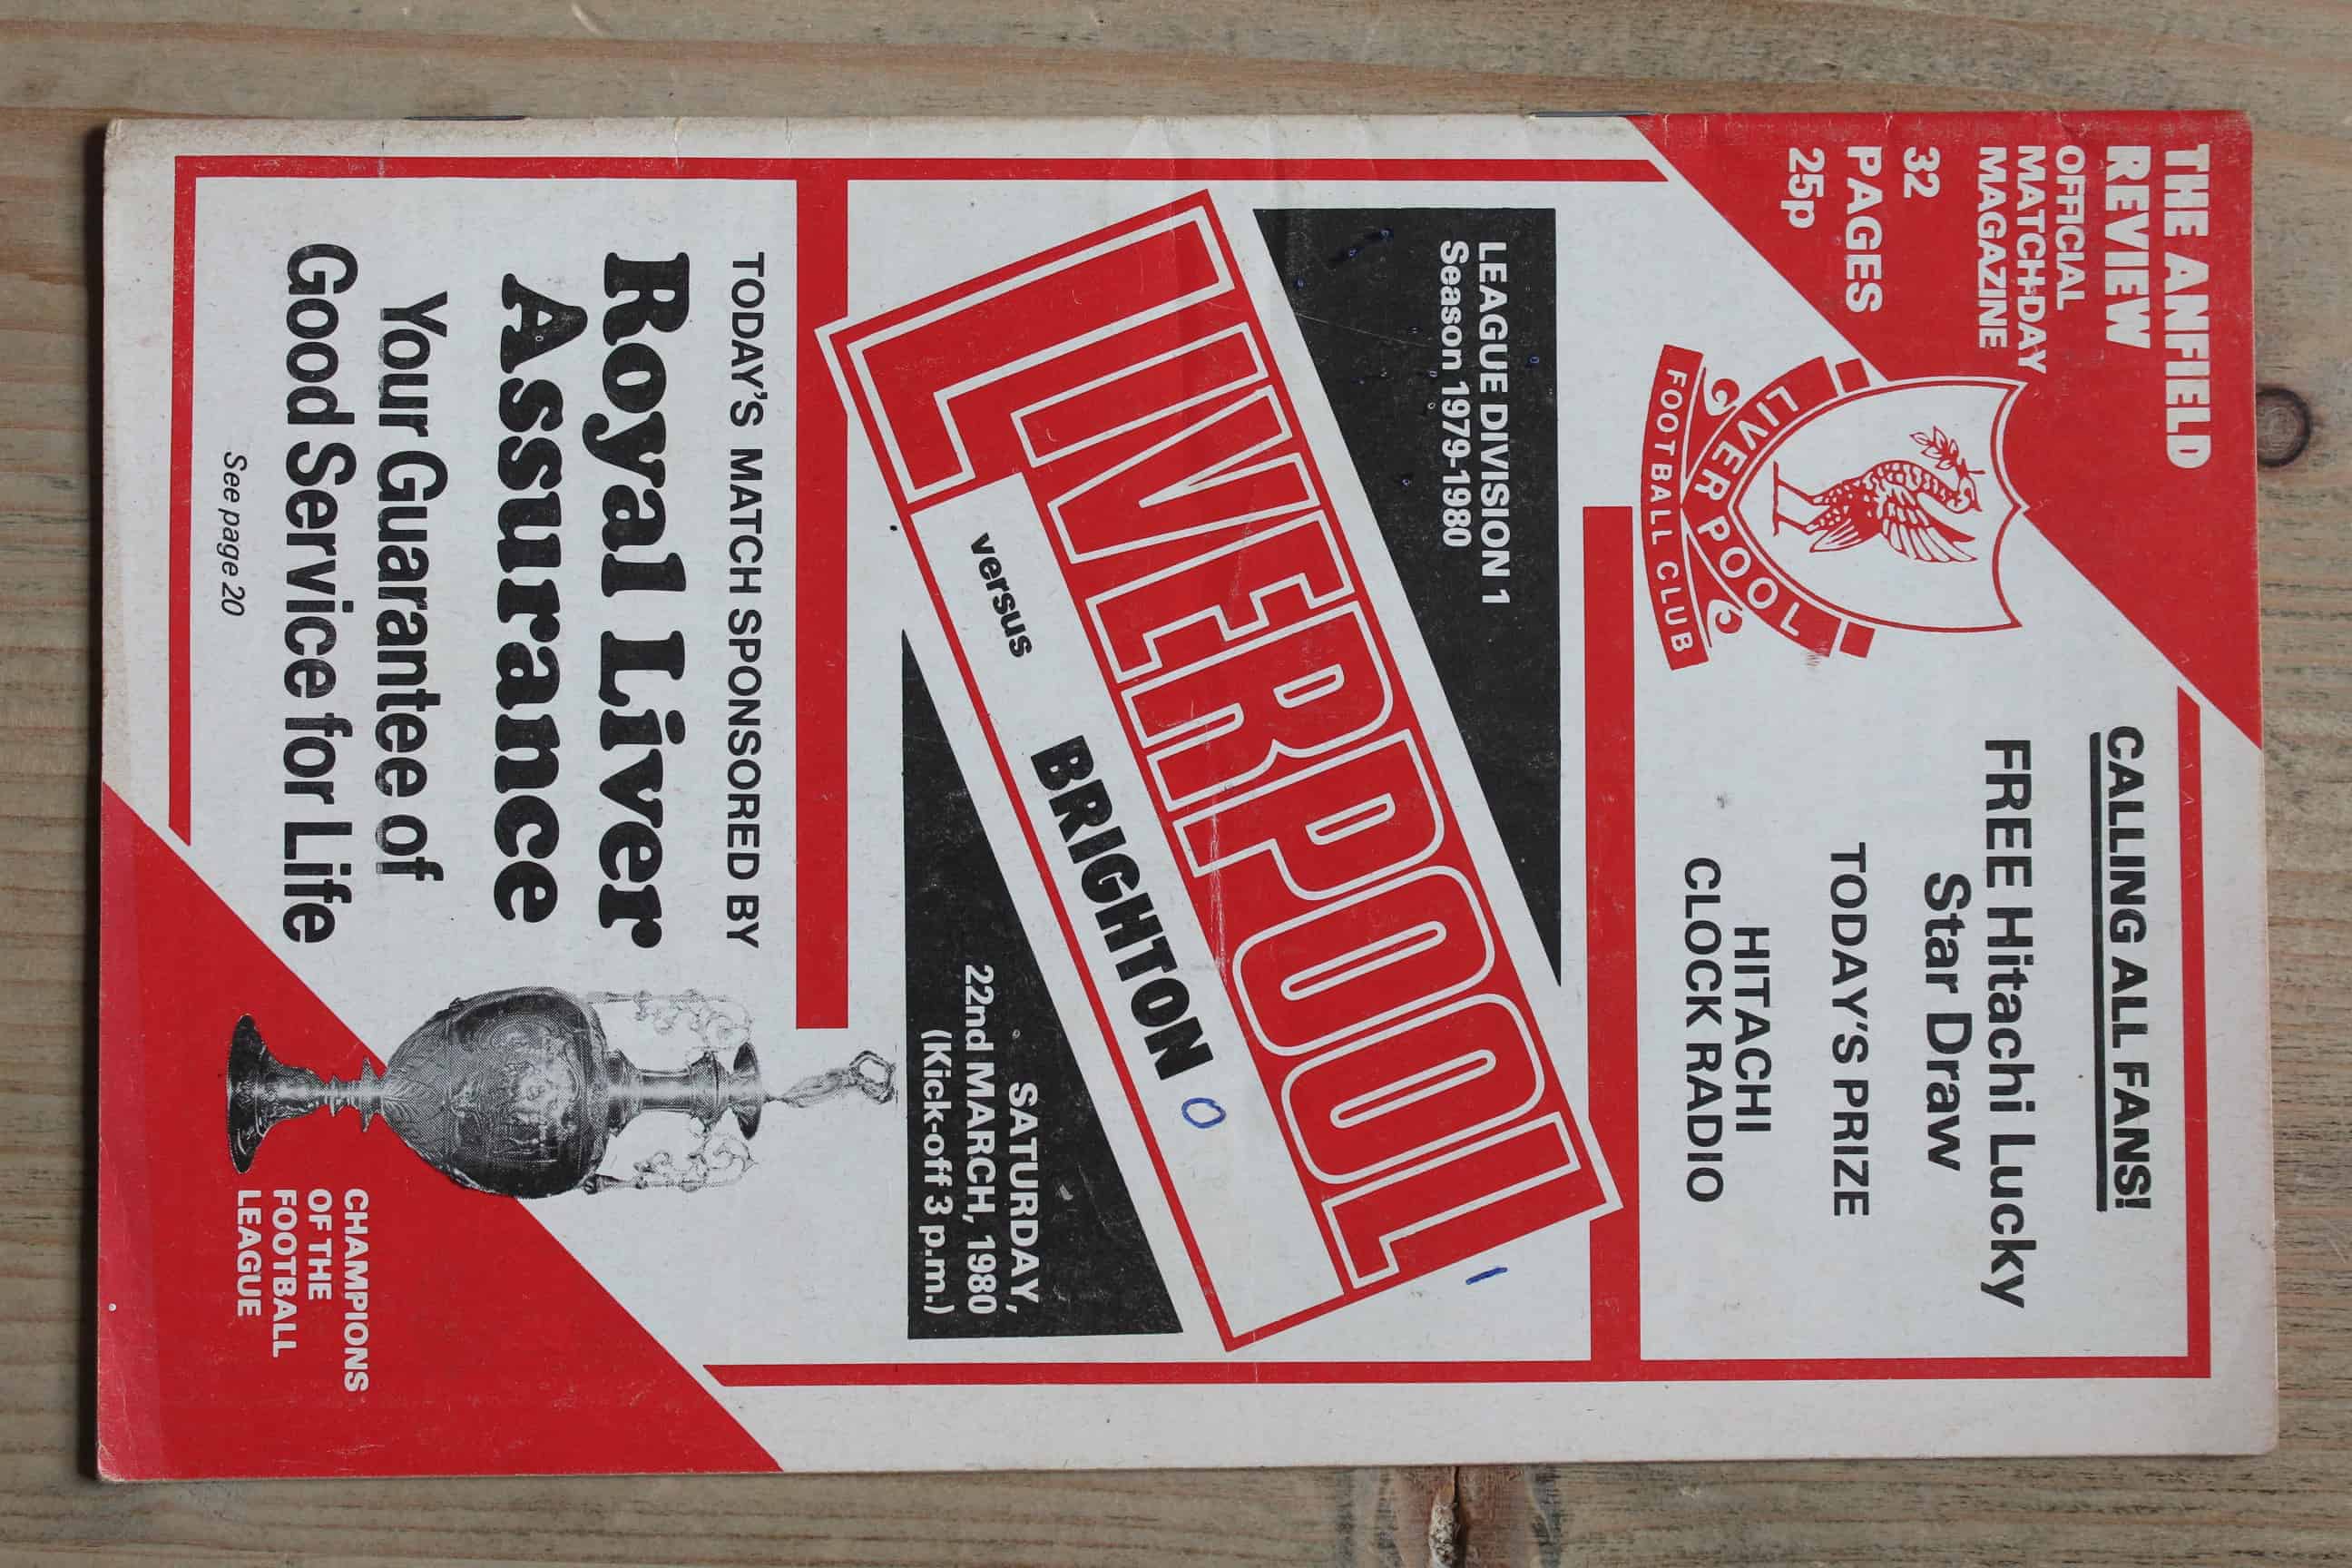 THE ANFIELD
REVIEW
OFFICIAL
MATCH-DAY
MAGAZINE
32
PAGES
25p
LIVERPOOL
FOOTBALL CLUB
CALLING ALL FANS!
FREE Hitachi Lucky
Star Draw
TODAY'S PRIZE
HITACHI
CLOCK RADIO
LEAGUE DIVISION 1
Season 1979-1980
LIVERPOOL 1
versus BRIGHTON 0
SATURDAY,
22nd MARCH, 1980
(Kick-off 3 p.m.)
TODAY'S MATCH SPONSORED BY
Royal Liver
Assurance
Your Guarantee of
Good Service for Life
See page 20
CHAMPIONS
OF THE
FOOTBALL
LEAGUE